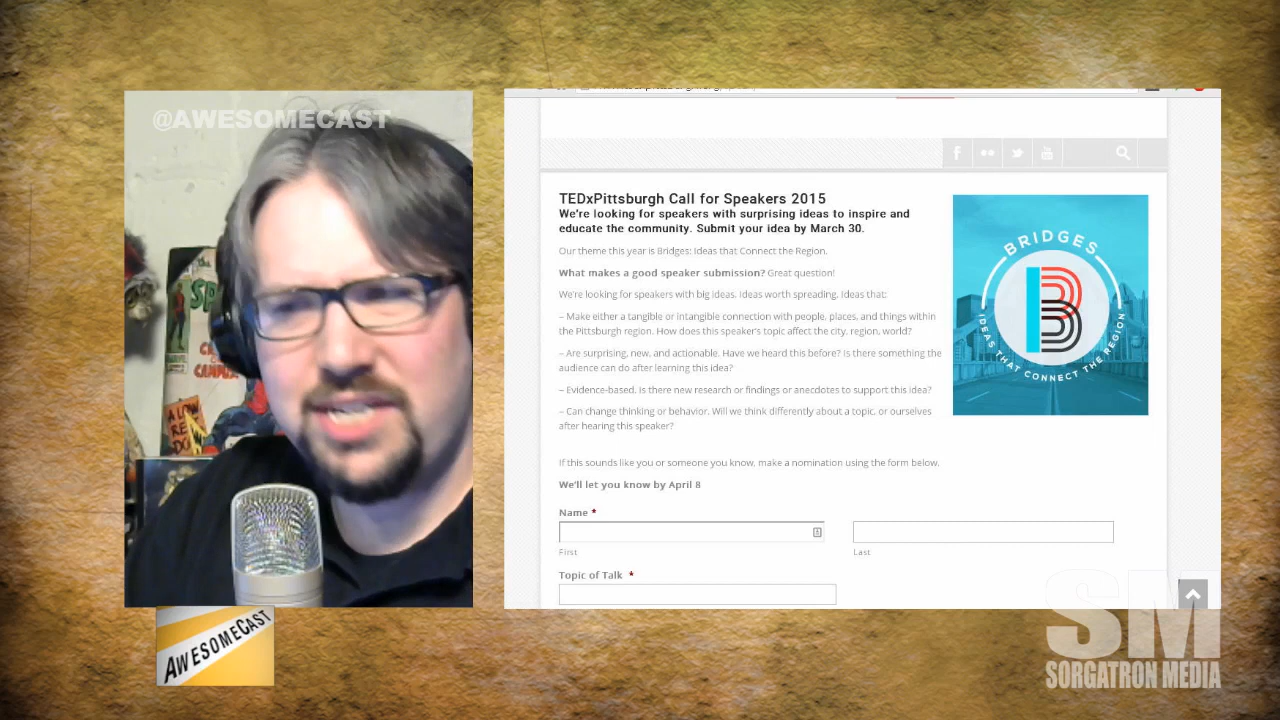 @AWESOMECAST
TEDxPittsburgh Call for Speakers 2015
We're looking for speakers with surprising ideas to inspire and
educate the community. Submit your idea by March 30.
Our theme this year is Bridges: Ideas that Connect the Region.
What makes a good speaker submission? Great question!
We're looking for speakers with big ideas. Ideas worth spreading. Ideas that:
– Make either a tangible or intangible connection with people, places, and things within
the Pittsburgh region. How does this speaker's topic affect the city, region, world?
– Are surprising, new, and actionable. Have we heard this before? Is there something the
audience can do after learning this idea?
– Evidence-based. Is there new research or findings or anecdotes to support this idea?
– Can change thinking or behavior. Will we think differently about a topic, or ourselves
after hearing this speaker?
If this sounds like you or someone you know, make a nomination using the form below.
We'll let you know by April 8
Name *
First
Last
Topic of Talk *
BRIDGES
B
IDEAS THAT CONNECT THE REGION
AWESOMECAST
SM
SORGATRON MEDIA